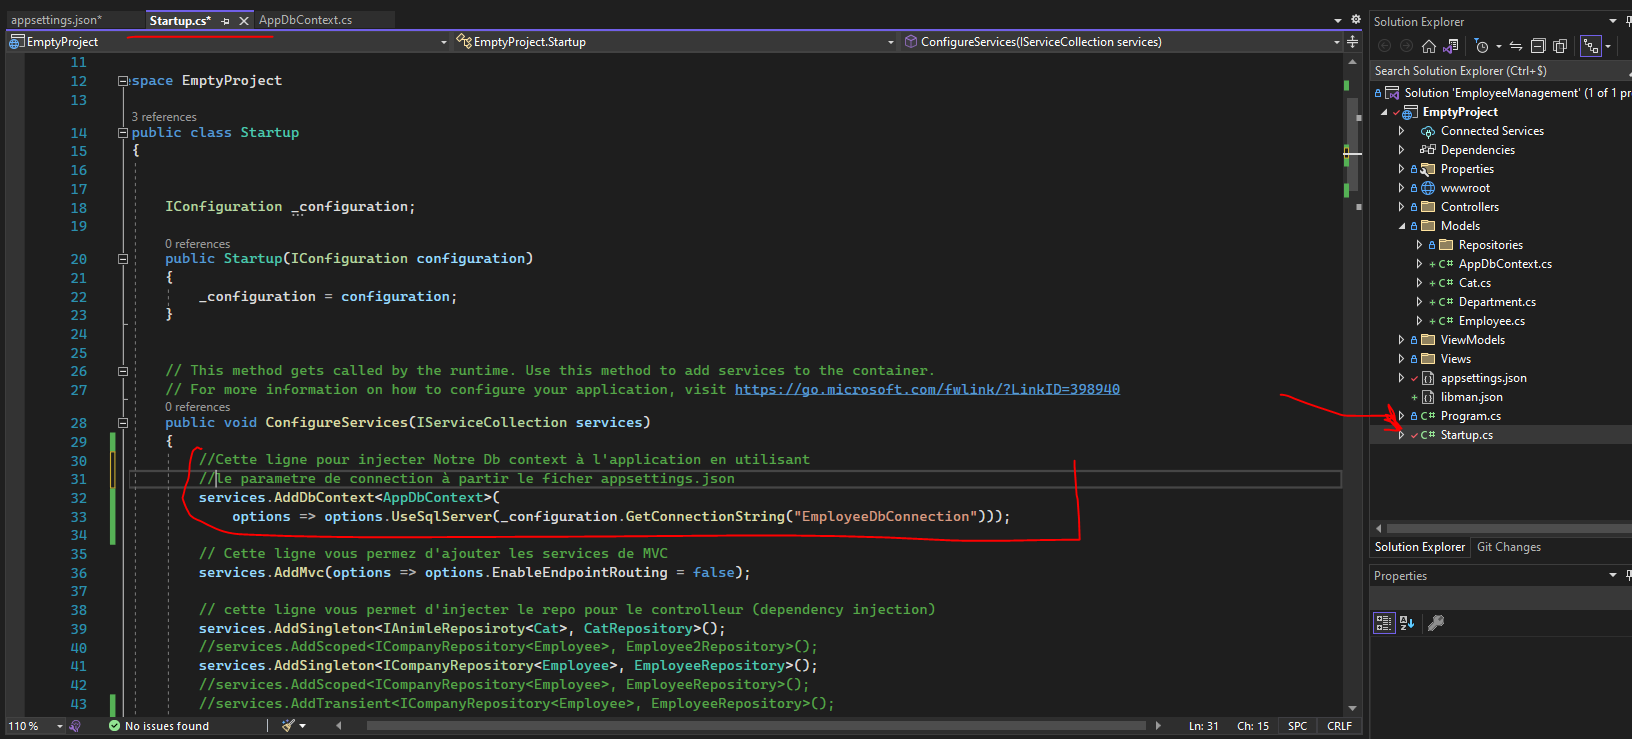 appsettings.json*
Startup.cs*
AppDbContext.cs
EmptyProject
EmptyProject.Startup
ConfigureServices(IServiceCollection services)
11
12 space EmptyProject
13
3 references
14 public class Startup
15 {
16
17
18 IConfiguration _configuration;
19
0 references
20 public Startup(IConfiguration configuration)
21 {
22 _configuration = configuration;
23 }
24
25
26 // This method gets called by the runtime. Use this method to add services to the container.
27 // For more information on how to configure your application, visit https://go.microsoft.com/fwlink/?LinkID=398940
0 references
28 public void ConfigureServices(IServiceCollection services)
29 {
30 //Cette ligne pour injecter Notre Db context à l'application en utilisant
31 //le parametre de connection à partir le ficher appsettings.json
32 services.AddDbContext<AppDbContext>(
33 options => options.UseSqlServer(_configuration.GetConnectionString("EmployeeDbConnection")));
34
35 // Cette ligne vous permez d'ajouter les services de MVC
36 services.AddMvc(options => options.EnableEndpointRouting = false);
37
38 // cette ligne vous permet d'injecter le repo pour le controlleur (dependency injection)
39 services.AddSingleton<IAnimleReposiroty<Cat>, CatRepository>();
40 //services.AddScoped<ICompanyRepository<Employee>, Employee2Repository>();
41 services.AddSingleton<ICompanyRepository<Employee>, EmployeeRepository>();
42 //services.AddScoped<ICompanyRepository<Employee>, EmployeeRepository>();
43 //services.AddTransient<ICompanyRepository<Employee>, EmployeeRepository>();
110 %
No issues found
Ln: 31
Ch: 15
SPC
CRLF
Solution Explorer
Search Solution Explorer (Ctrl+$)
Solution 'EmployeeManagement' (1 of 1 pr
EmptyProject
Connected Services
Dependencies
Properties
wwwroot
Controllers
Models
Repositories
C# AppDbContext.cs
C# Cat.cs
C# Department.cs
C# Employee.cs
ViewModels
Views
appsettings.json
libman.json
C# Program.cs
C# Startup.cs
Solution Explorer
Git Changes
Properties